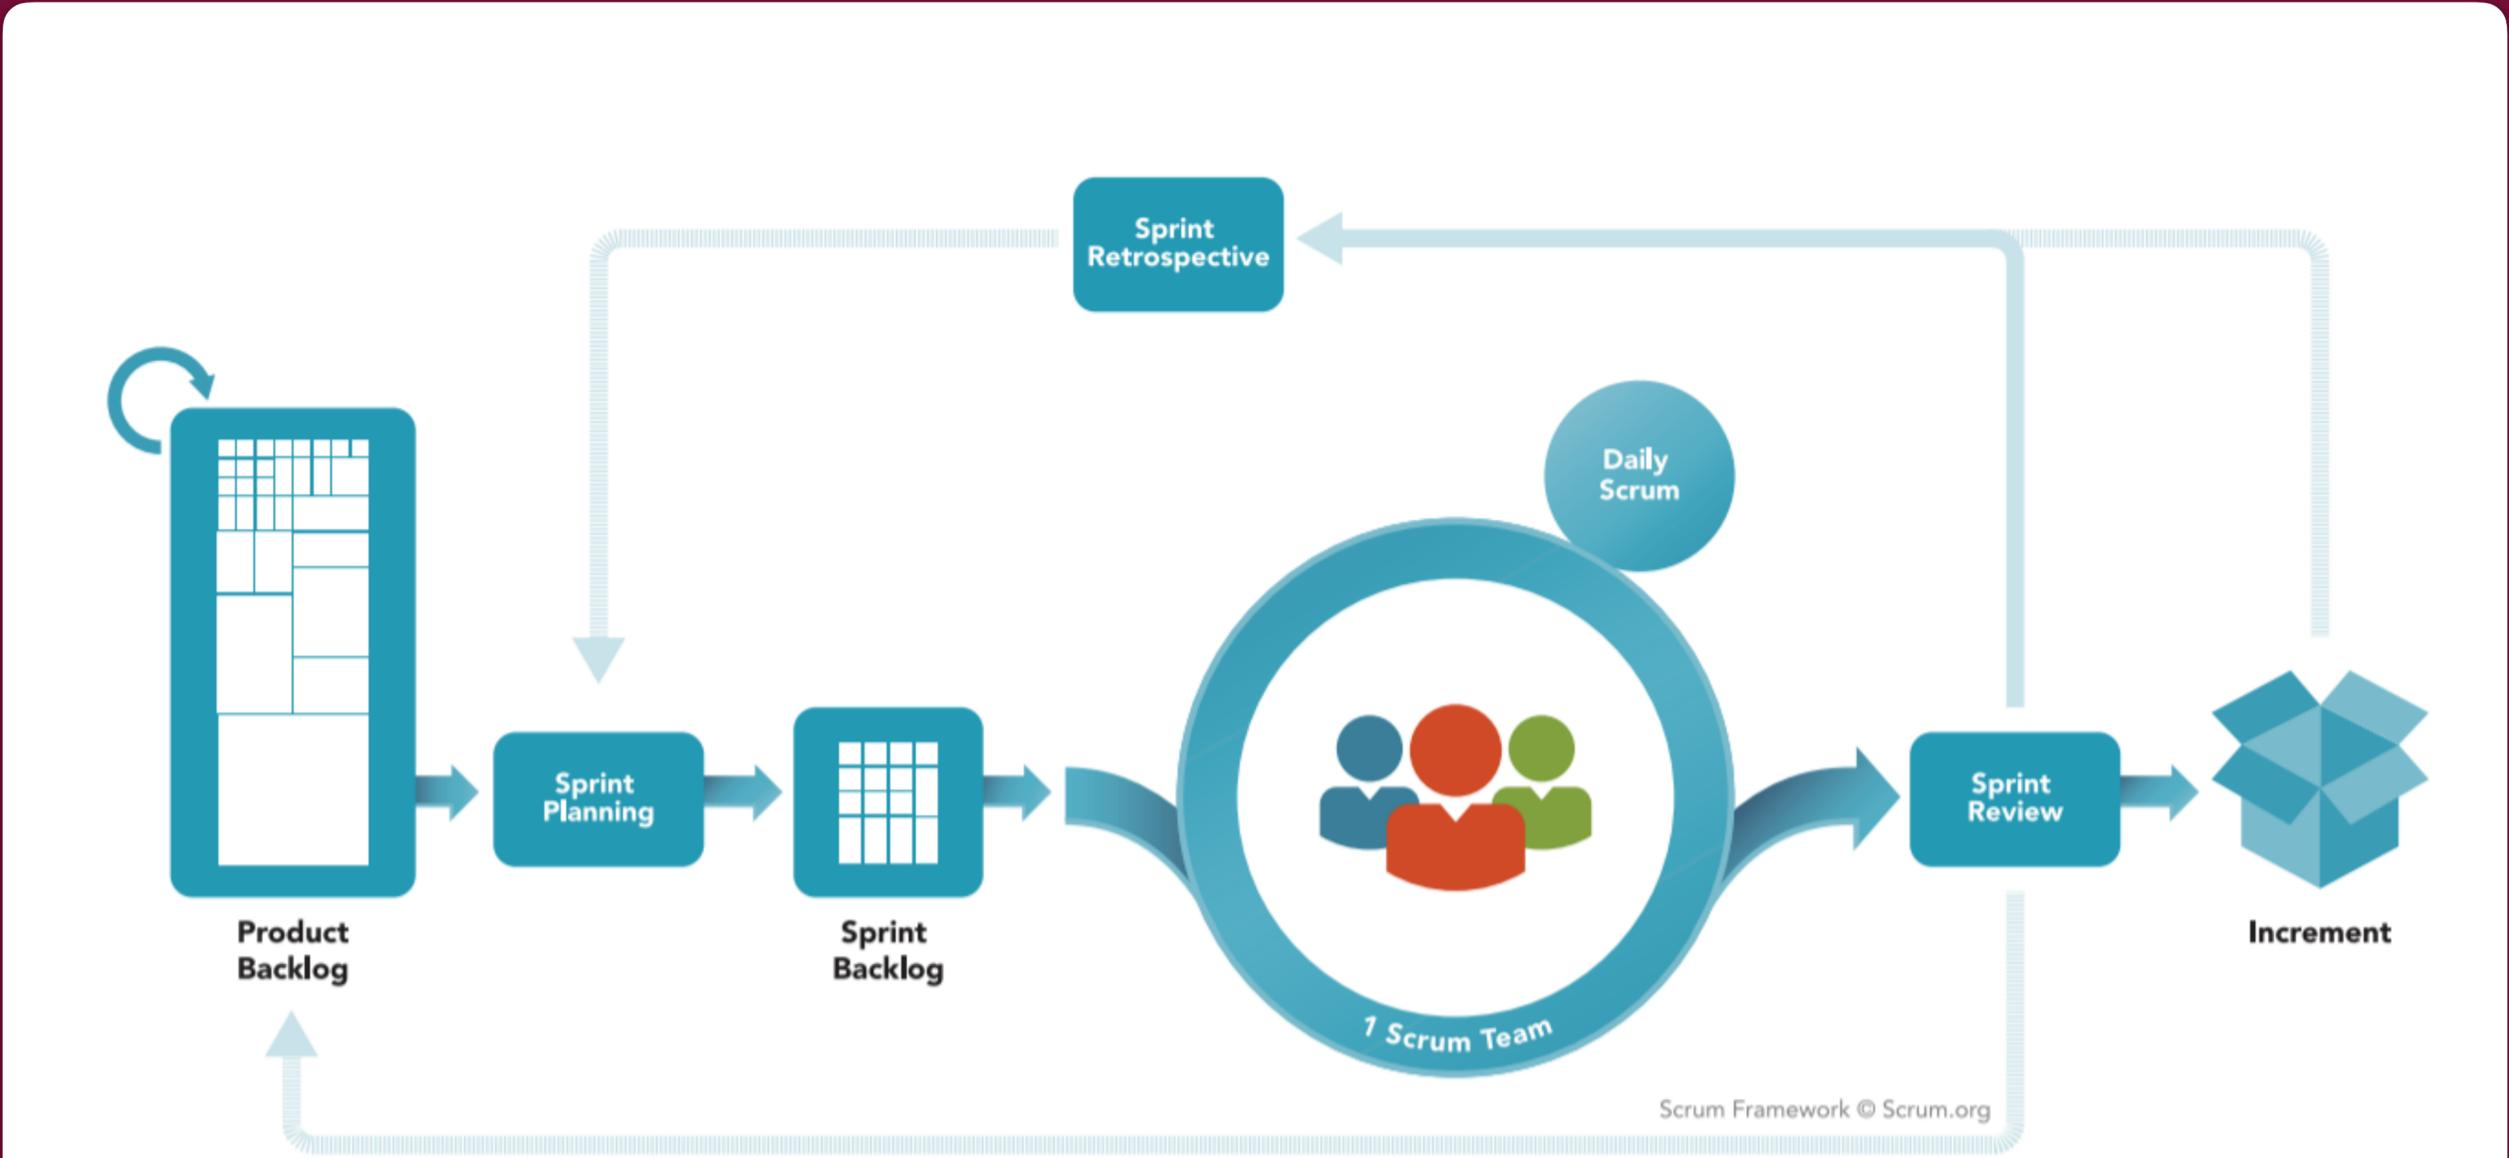 Sprint
Retrospective
Daily
Scrum
Sprint
Planning
Sprint
Review
Product
Backlog
Sprint
Backlog
Increment
1 Scrum Team
Scrum Framework © Scrum.org